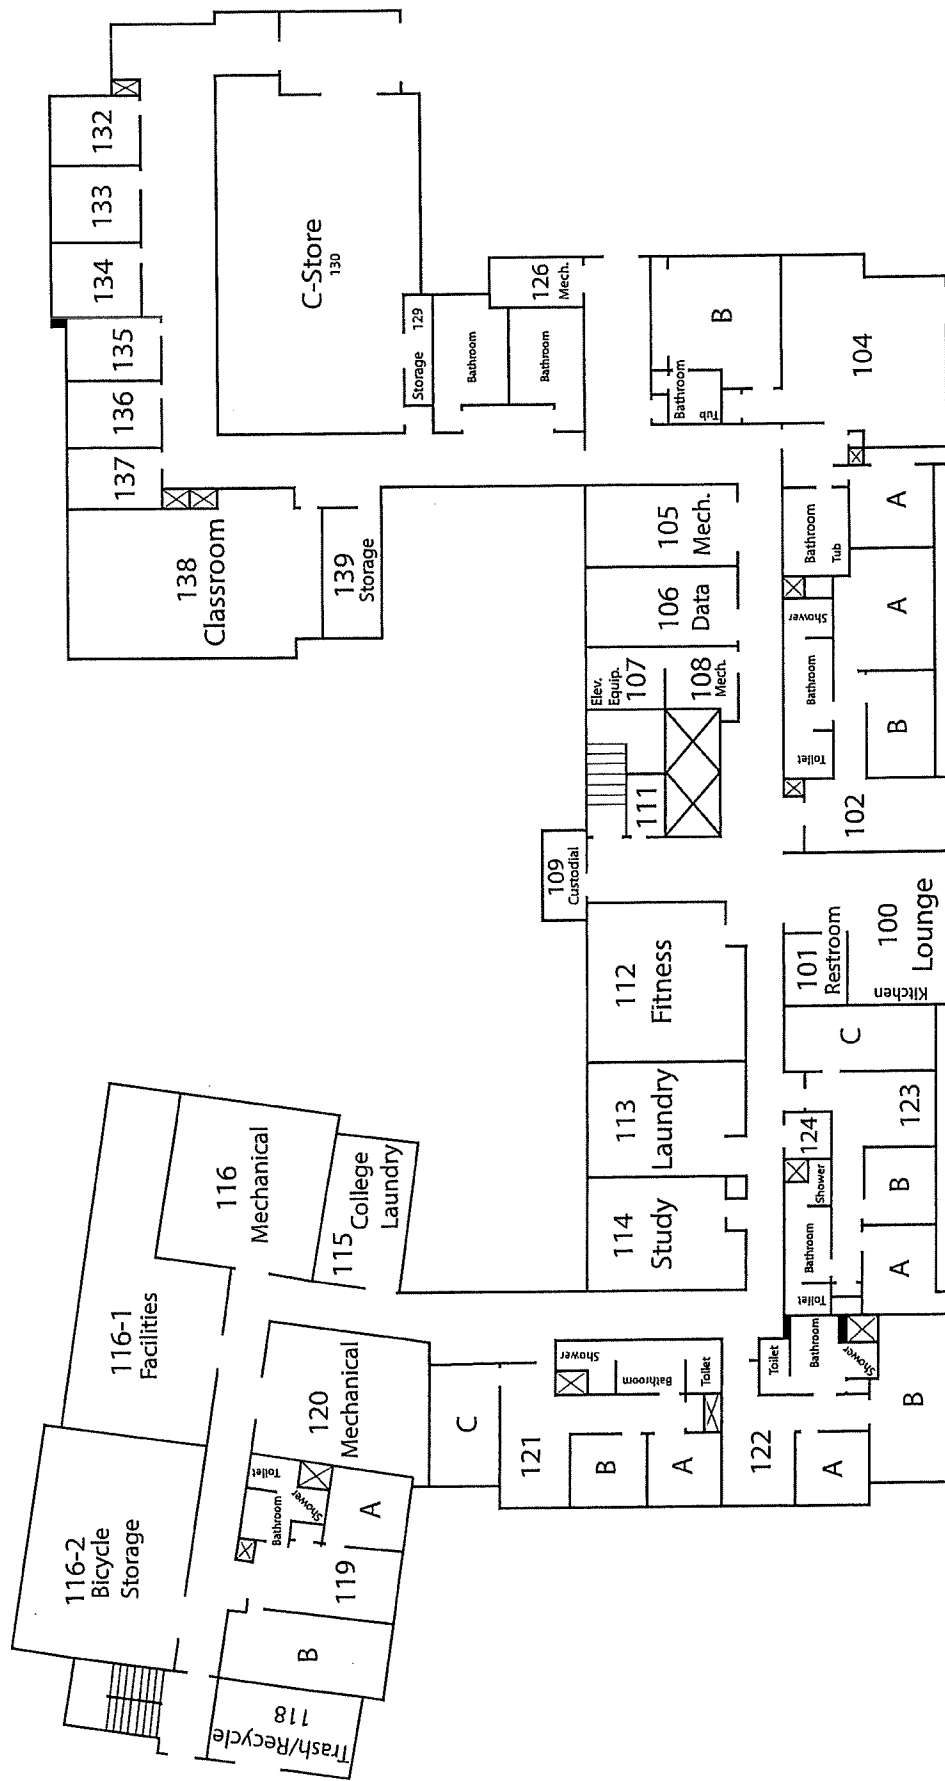 116-2
Bicycle
Storage
116-1
Facilities
116
Mechanical
115
College
Laundry
118
Trash/Recycle
B
119
A
Bathroom
Toilet
Shower
120
Mechanical
C
121
B
A
Shower
Bathroom
Toilet
122
A
B
Toilet
Bathroom
Shower
114
Study
113
Laundry
112
Fitness
109
Custodial
111
Elev.
Equip.
107
108
Mech.
106
Data
105
Mech.
Toilet
Bathroom
Shower
124
A
B
123
C
101
Restroom
Kitchen
100
Lounge
102
Toilet
Bathroom
Shower
B
A
Bathroom
Tub
A
104
Bathroom
Tub
B
138
Classroom
139
Storage
137
136
135
134
133
132
C-Store
130
Storage 129
Bathroom
Bathroom
126
Mech.